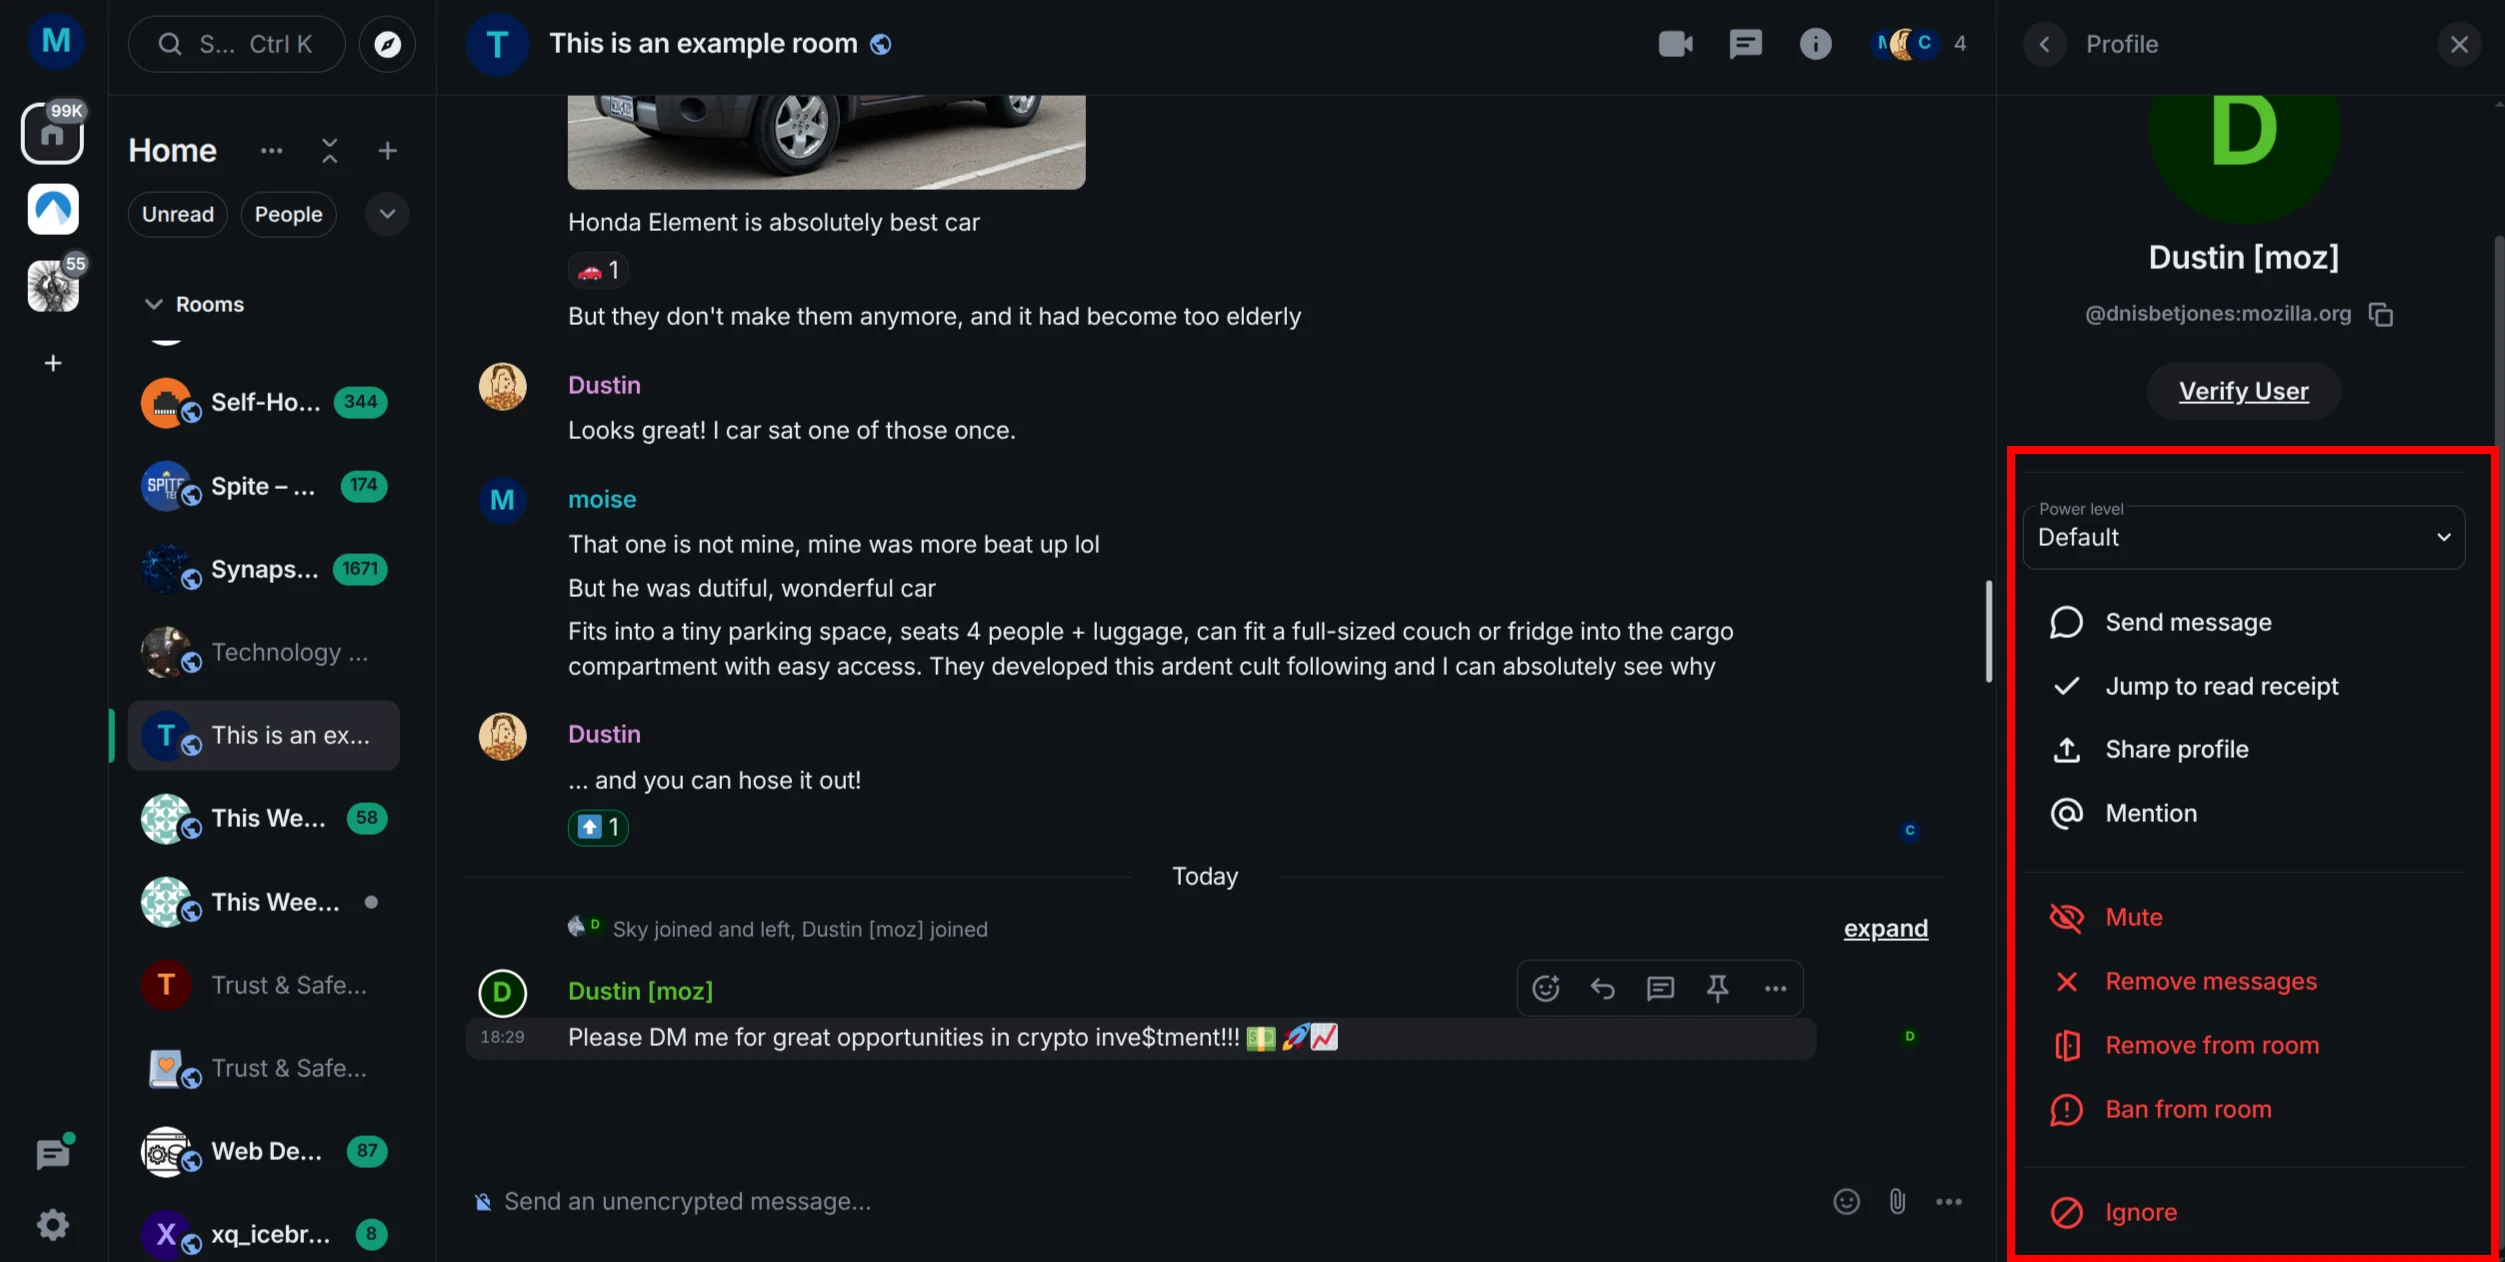 M
99K
55
S... Ctrl K
Home
Unread
People
Rooms
Self-Ho... 344
SPITE
Spite – ... 174
Synaps... 1671
Technology ...
T This is an ex...
This We... 58
This Wee...
T Trust & Safe...
Trust & Safe...
Web De... 87
X xq_icebr... 8
T This is an example room
C 4
Honda Element is absolutely best car
1
But they don't make them anymore, and it had become too elderly
Dustin
Looks great! I car sat one of those once.
M moise
That one is not mine, mine was more beat up lol
But he was dutiful, wonderful car
Fits into a tiny parking space, seats 4 people + luggage, can fit a full-sized couch or fridge into the cargo
compartment with easy access. They developed this ardent cult following and I can absolutely see why
Dustin
... and you can hose it out!
1
C
Today
D Sky joined and left, Dustin [moz] joined expand
D Dustin [moz]
18:29 Please DM me for great opportunities in crypto inve$tment!!! 💵 🚀📈
D
Send an unencrypted message...
Profile
D
Dustin [moz]
@dnisbetjones:mozilla.org
Verify User
Power level
Default
Send message
Jump to read receipt
Share profile
Mention
Mute
Remove messages
Remove from room
Ban from room
Ignore